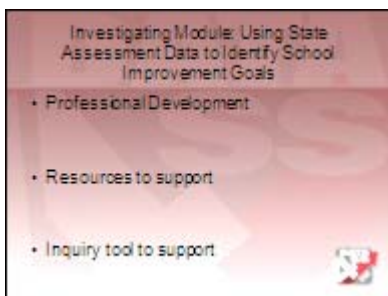 Investigating Module: Using State
Assessment Data to Identify School
Improvement Goals
• Professional Development
• Resources to support
• Inquiry tool to support